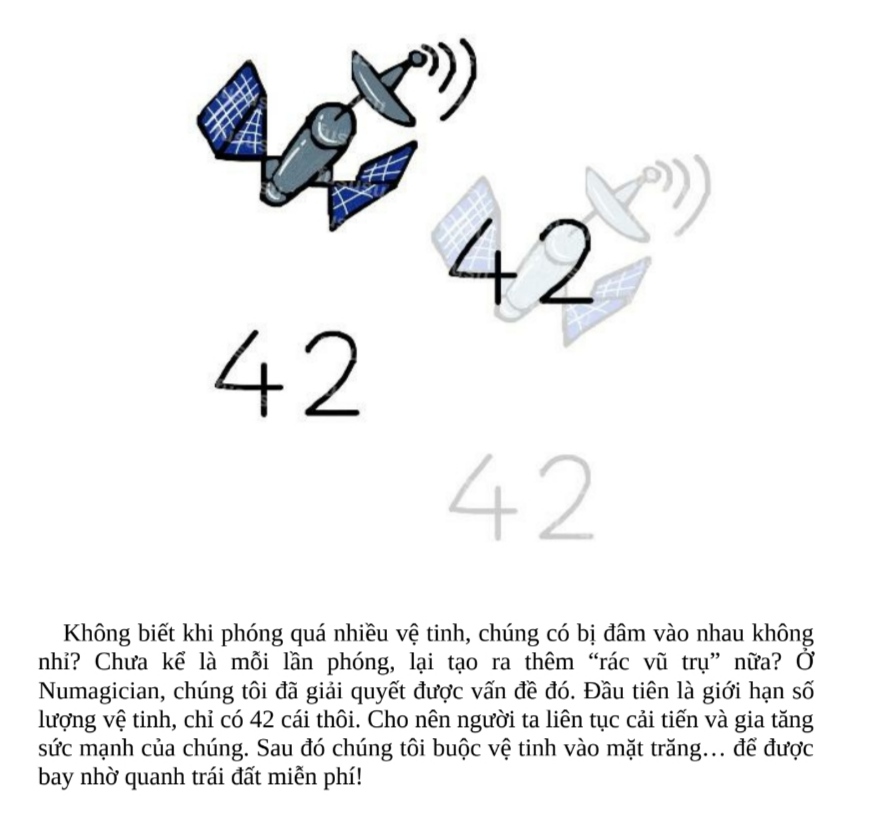 42
42
42
Không biết khi phóng quá nhiều vệ tinh, chúng có bị đâm vào nhau không
nhỉ? Chưa kể là mỗi lần phóng, lại tạo ra thêm “rác vũ trụ” nữa? Ở
Numagician, chúng tôi đã giải quyết được vấn đề đó. Đầu tiên là giới hạn số
lượng vệ tinh, chỉ có 42 cái thôi. Cho nên người ta liên tục cải tiến và gia tăng
sức mạnh của chúng. Sau đó chúng tôi buộc vệ tinh vào mặt trăng… để được
bay nhờ quanh trái đất miễn phí!